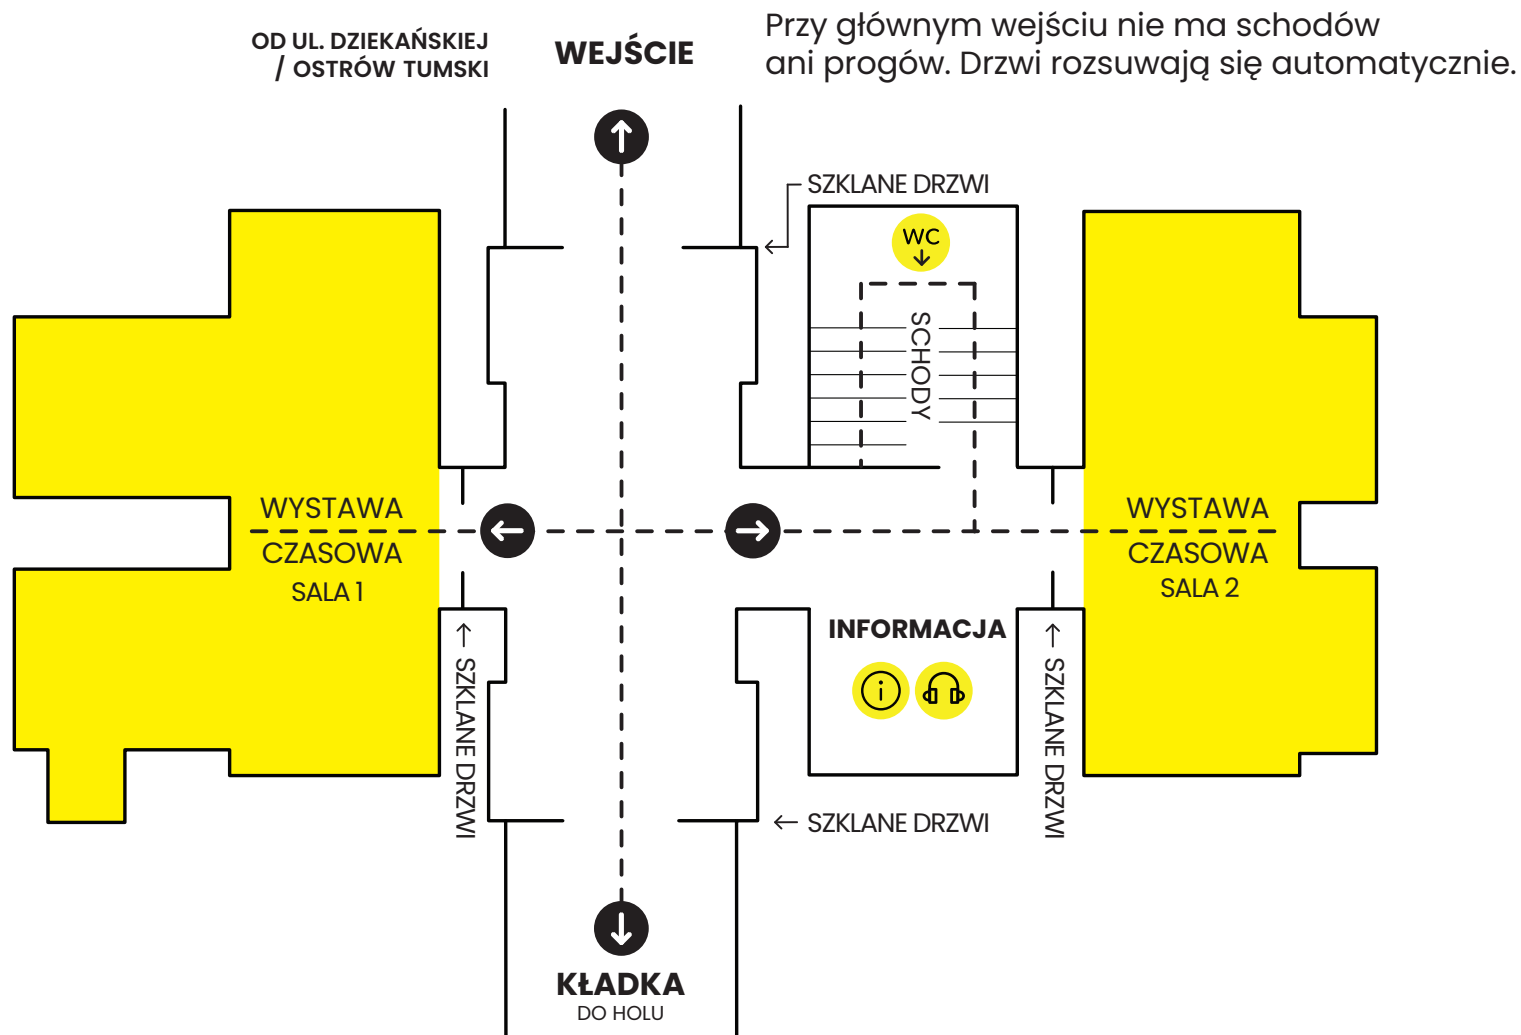 OD UL. DZIEKAŃSKIEJ
/ OSTRÓW TUMSKI
WEJŚCIE
Przy głównym wejściu nie ma schodów
ani progów. Drzwi rozsuwają się automatycznie.
SZKLANE DRZWI
WC
SCHODY
WYSTAWA
CZASOWA
SALA 1
WYSTAWA
CZASOWA
SALA 2
INFORMACJA
i
SZKLANE DRZWI
SZKLANE DRZWI
SZKLANE DRZWI
KŁADKA
DO HOLU